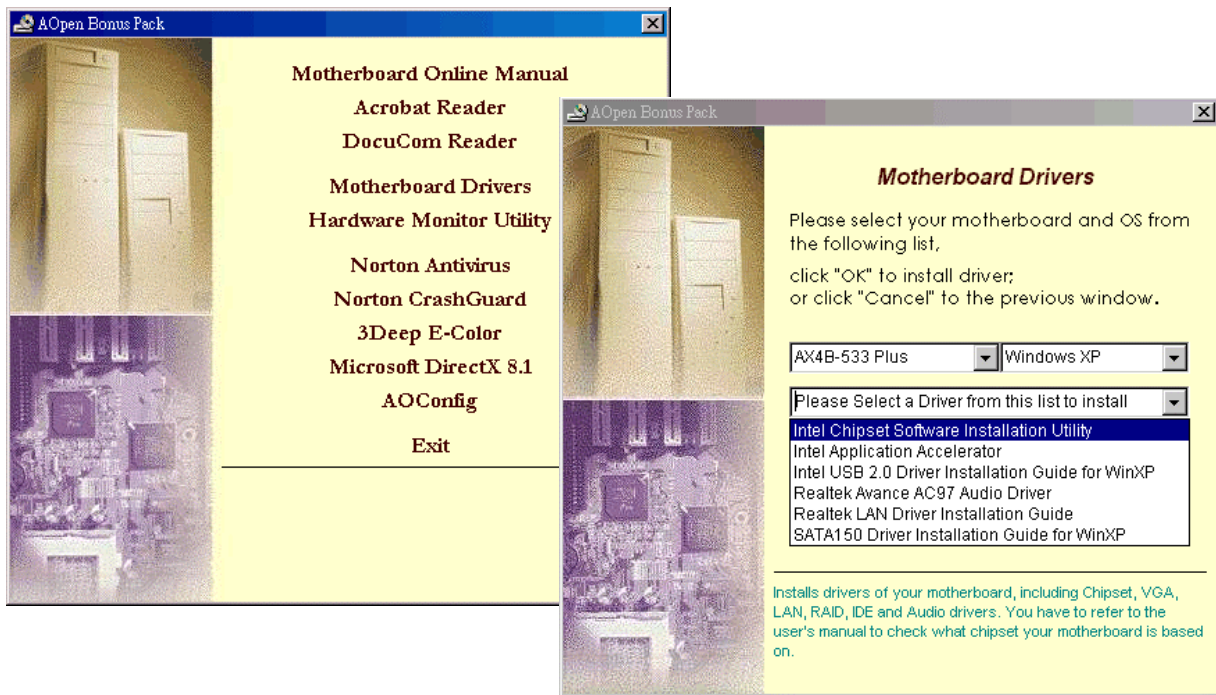 AOpen Bonus Pack
Motherboard Online Manual
Acrobat Reader
DocuCom Reader
Motherboard Drivers
Hardware Monitor Utility
Norton Antivirus
Norton CrashGuard
3Deep E-Color
Microsoft DirectX 8.1
AOConfig
Exit
AOpen Bonus Pack
Motherboard Drivers
Please select your motherboard and OS from
the following list,
click "OK" to install driver;
or click "Cancel" to the previous window.
AX4B-533 Plus
Windows XP
Please Select a Driver from this list to install
Intel Chipset Software Installation Utility
Intel Application Accelerator
Intel USB 2.0 Driver Installation Guide for WinXP
Realtek Avance AC97 Audio Driver
Realtek LAN Driver Installation Guide
SATA150 Driver Installation Guide for WinXP
Installs drivers of your motherboard, including Chipset, VGA,
LAN, RAID, IDE and Audio drivers. You have to refer to the
user's manual to check what chipset your motherboard is based
on.